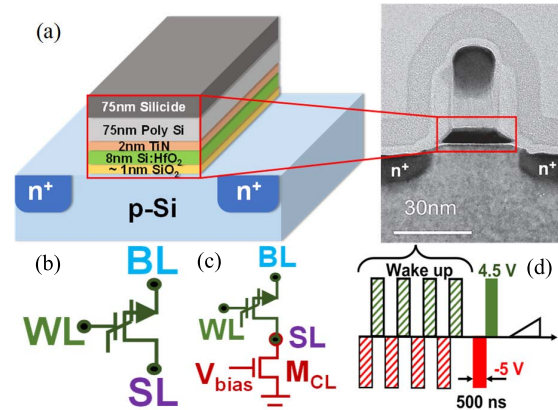 (a)
75nm Silicide
75nm Poly Si
2nm TiN
8nm Si:HfO2
~ 1nm SiO2
n+
n+
p-Si
n+
n+
30nm
(b)
BL
WL
SL
(c)
BL
WL
SL
Vbias
MCL
(d)
Wake up
4.5 V
-5 V
500 ns